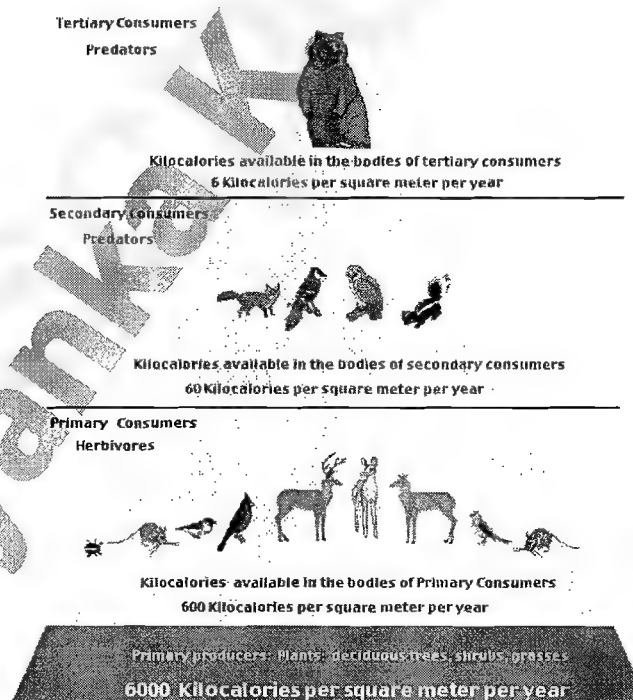 Tertiary Consumers
Predators
Kilocalories available in the bodies of tertiary consumers
6 Kilocalories per square meter per year
Secondary Consumers
Predators
Kilocalories available in the bodies of secondary consumers
60 Kilocalories per square meter per year
Primary Consumers
Herbivores
Kilocalories available in the bodies of Primary Consumers
600 Kilocalories per square meter per year
Primary producers: Plants: deciduous trees, shrubs, grasses
6000 Kilocalories per square meter per year